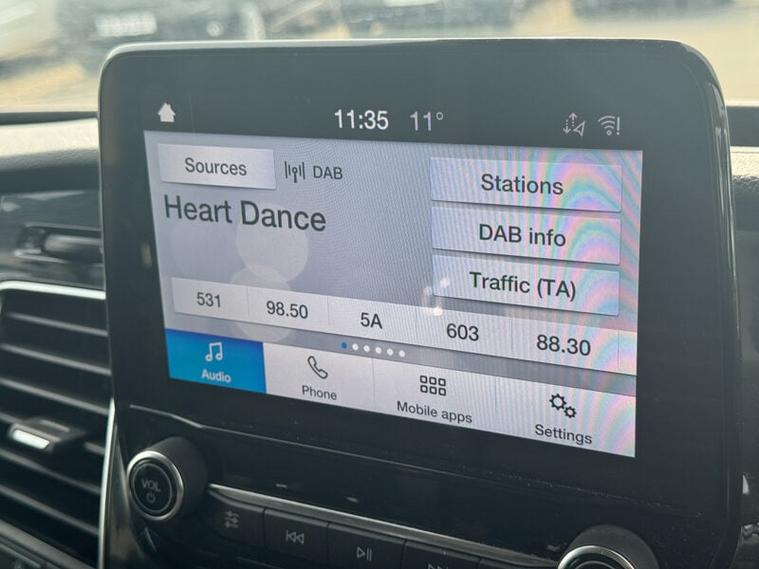 11:35 11°
Sources DAB
Heart Dance
Stations
DAB info
Traffic (TA)
531 98.50 5A 603 88.30
Audio Phone Mobile apps Settings
VOL